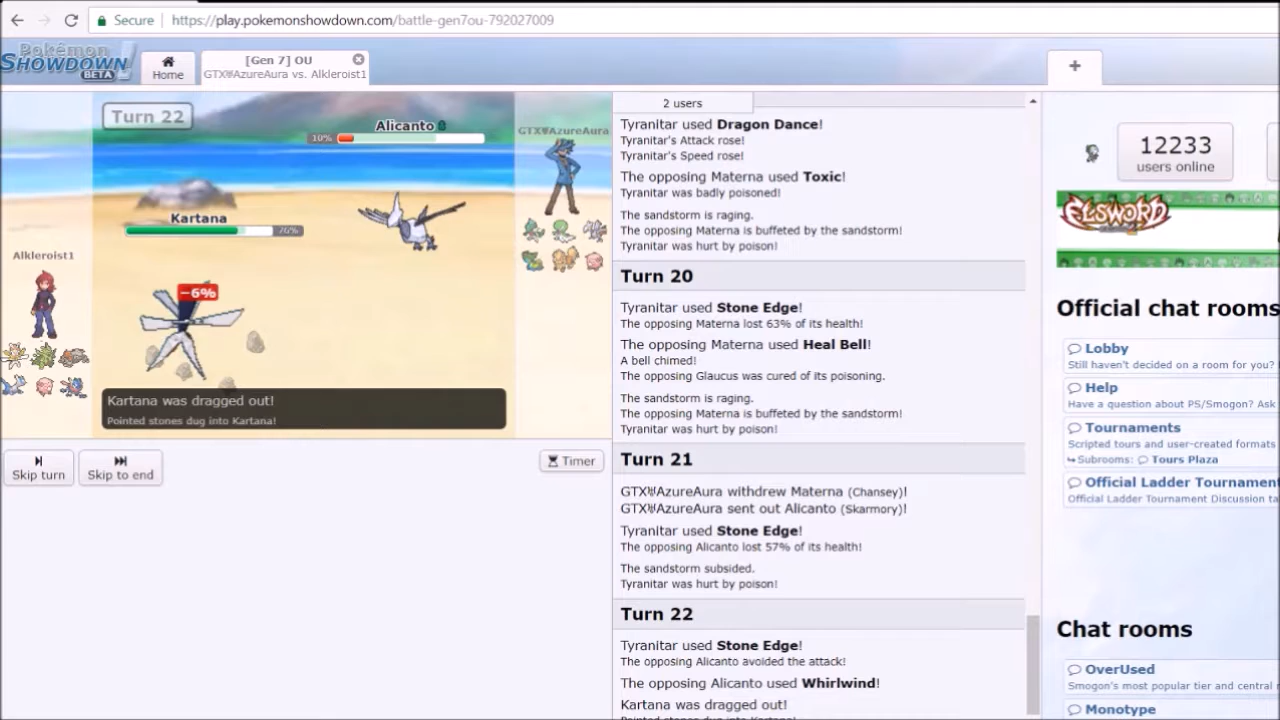 Secure https://play.pokemonshowdown.com/battle-gen7ou-792027009
Pokémon
SHOWDOWN!
BETA
Home
[Gen 7] OU
GTX¥AzureAura vs. Alkleroist1
+
Turn 22
Alicanto
10%
Kartana
70%
-6%
Kartana was dragged out!
Pointed stones dug into Kartana!
Alkleroist1
GTX¥AzureAura
Skip turn
Skip to end
Timer
2 users
Tyranitar used Dragon Dance!
Tyranitar's Attack rose!
Tyranitar's Speed rose!
The opposing Materna used Toxic!
Tyranitar was badly poisoned!
The sandstorm is raging.
The opposing Materna is buffeted by the sandstorm!
Tyranitar was hurt by poison!
Turn 20
Tyranitar used Stone Edge!
The opposing Materna lost 63% of its health!
The opposing Materna used Heal Bell!
A bell chimed!
The opposing Glaucus was cured of its poisoning.
The sandstorm is raging.
The opposing Materna is buffeted by the sandstorm!
Tyranitar was hurt by poison!
Turn 21
GTX¥AzureAura withdrew Materna (Chansey)!
GTX¥AzureAura sent out Alicanto (Skarmory)!
Tyranitar used Stone Edge!
The opposing Alicanto lost 57% of its health!
The sandstorm subsided.
Tyranitar was hurt by poison!
Turn 22
Tyranitar used Stone Edge!
The opposing Alicanto avoided the attack!
The opposing Alicanto used Whirlwind!
Kartana was dragged out!
Pointed stones dug into Kartana!
12233
users online
ELSWORD
Official chat rooms
Lobby
Still haven't decided on a room for you?
Help
Have a question about PS/Smogon? Ask
Tournaments
Scripted tours and user-created formats
Subrooms: Tours Plaza
Official Ladder Tournament
Official Ladder Tournament Discussion ta
Chat rooms
OverUsed
Smogon's most popular tier and central
Monotype